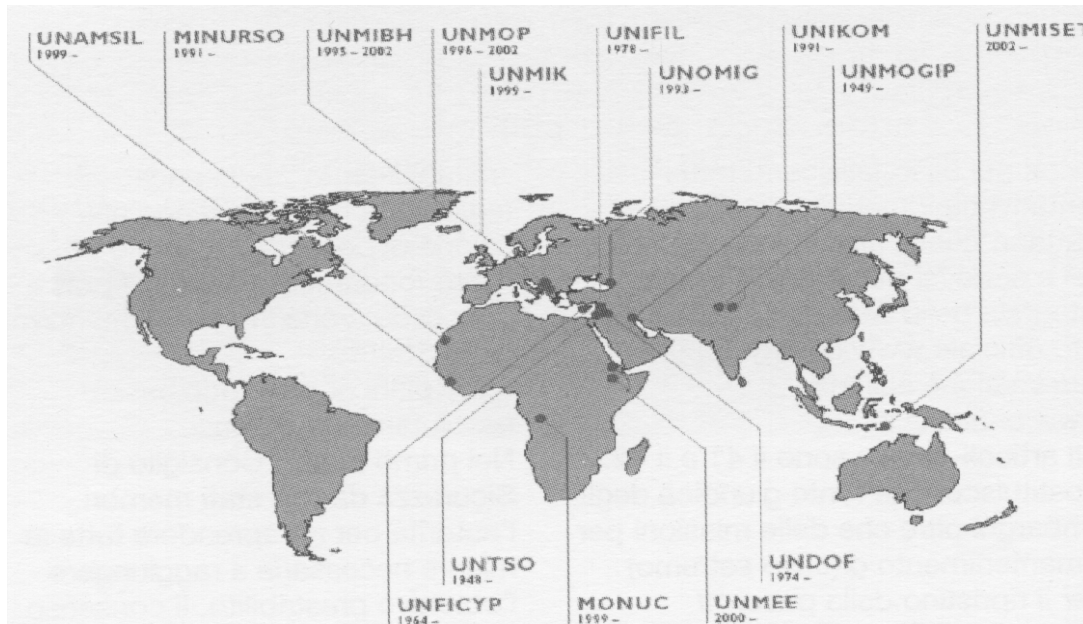 UNAMSIL
1999 –
MINURSO
1991 –
UNMIBH
1995 – 2002
UNMOP
1996 – 2002
UNIFIL
1978 –
UNIKOM
1991 –
UNMISET
2002 –
UNMIK
1999 –
UNOMIG
1993 –
UNMOGIP
1949 –
UNTSO
1948 –
UNDOF
1974 –
UNFICYP
1964 –
MONUC
1999 –
UNMEE
2000 –